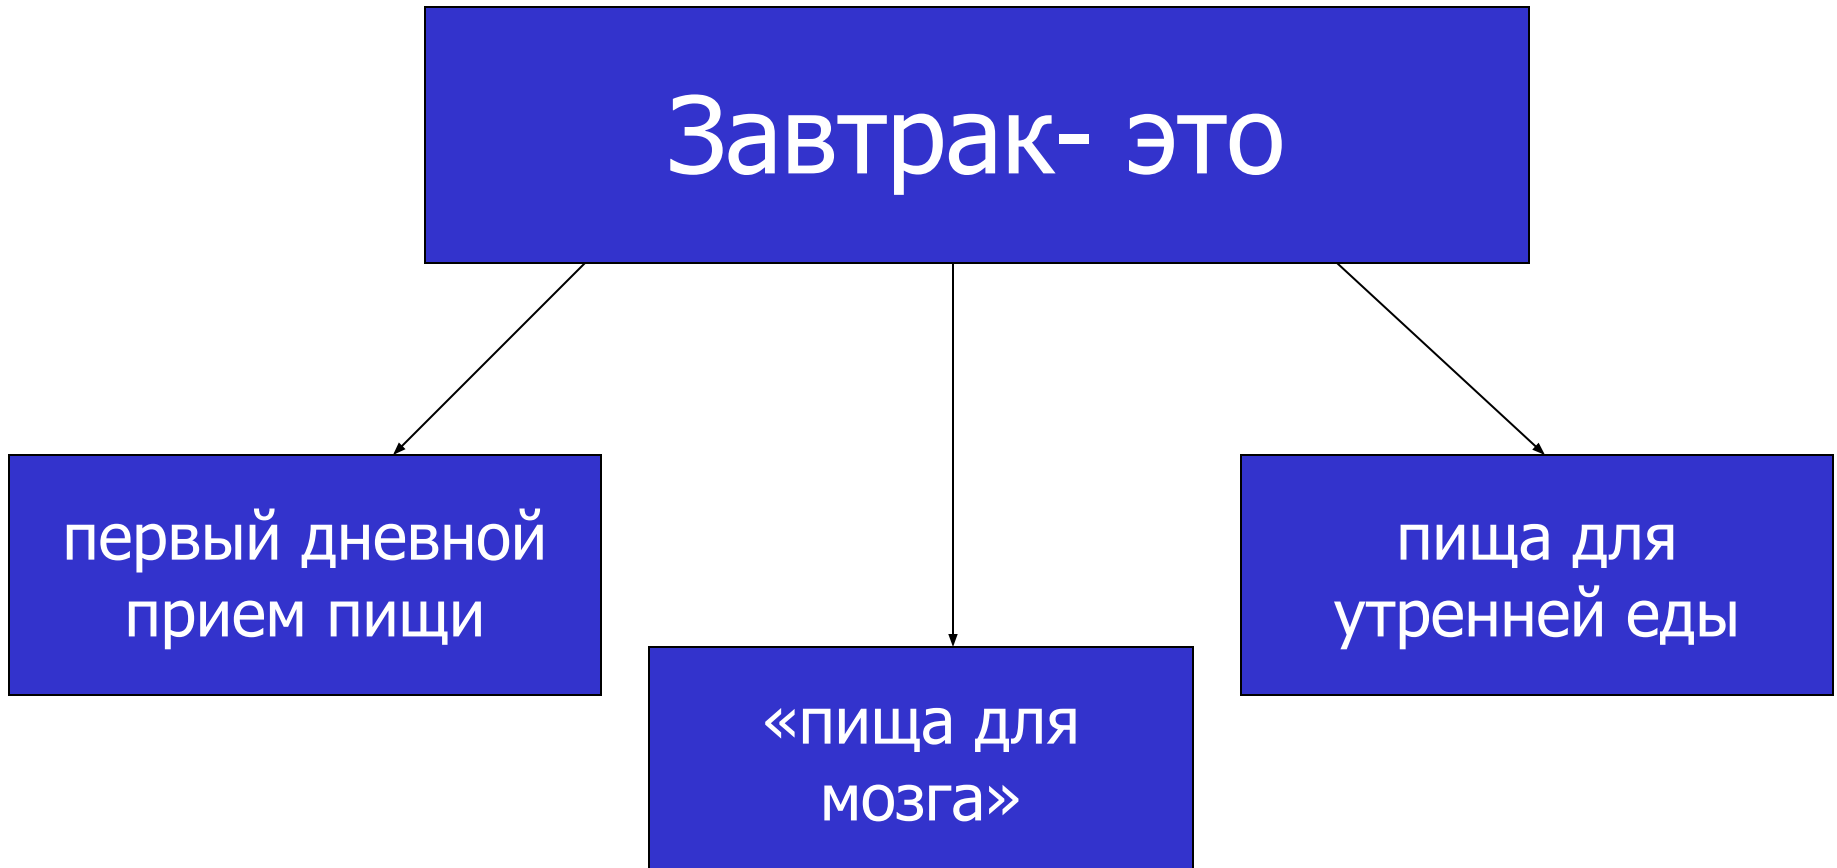 Завтрак- это
первый дневной
прием пищи
«пища для
мозга»
пища для
утренней еды